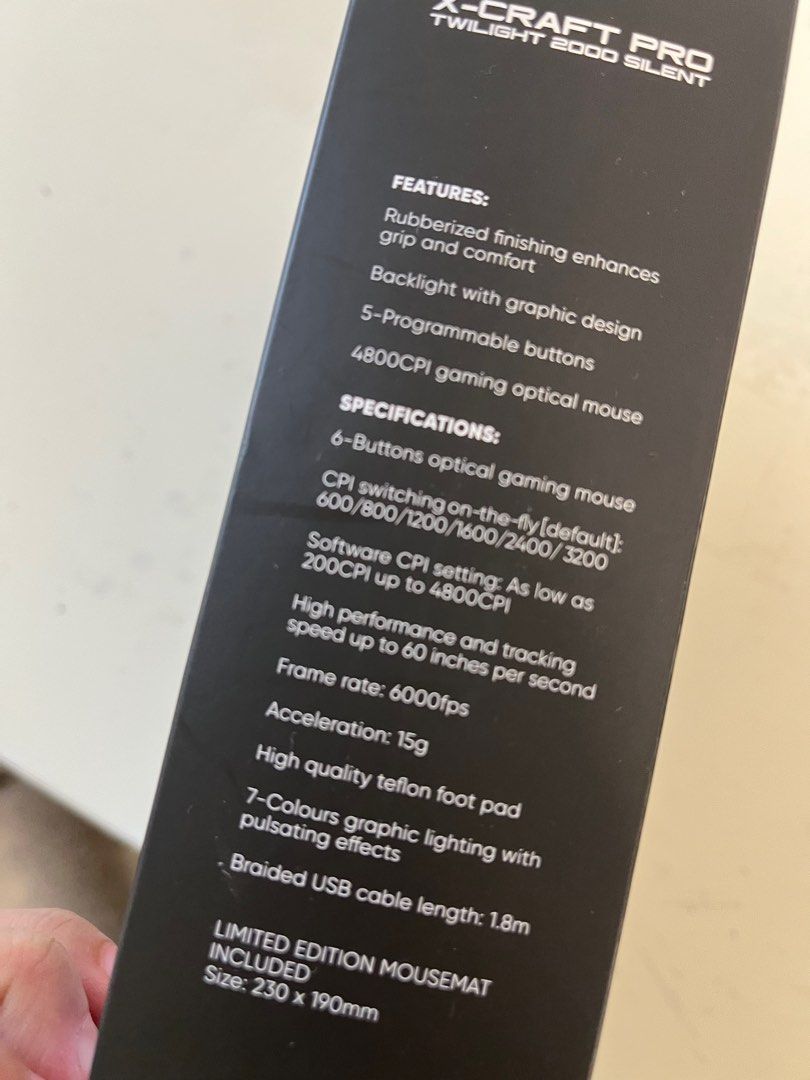 X-CRAFT PRO
TWILIGHT 2000 SILENT
FEATURES:
Rubberized finishing enhances
grip and comfort
Backlight with graphic design
5-Programmable buttons
4800CPI gaming optical mouse
SPECIFICATIONS:
6-Buttons optical gaming mouse
CPI switching on-the-fly [default]:
600/800/1200/1600/2400/3200
Software CPI setting: As low as
200CPI up to 4800CPI
High performance and tracking
speed up to 60 inches per second
Frame rate: 6000fps
Acceleration: 15g
High quality teflon foot pad
7-Colours graphic lighting with
pulsating effects
Braided USB cable length: 1.8m
LIMITED EDITION MOUSEMAT
INCLUDED
Size: 230 x 190mm